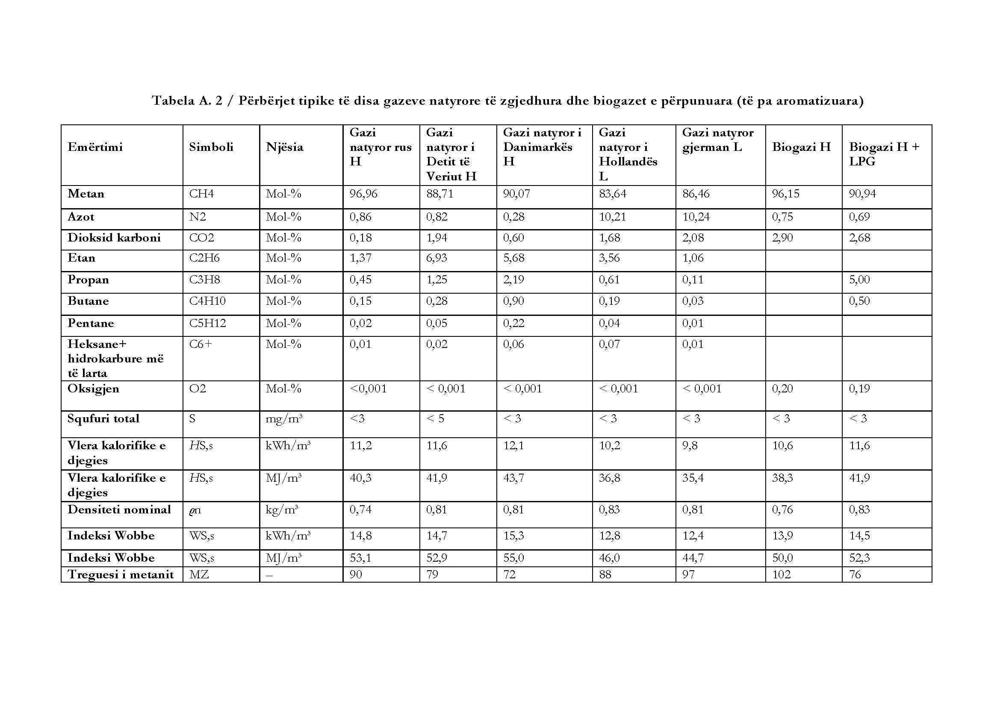 Tabela A. 2 / Përbërjet tipike të disa gazeve natyrore të zgjedhura dhe biogazet e përpunuara (të pa aromatizuara)
Emërtimi Simboli Njësia Gazi natyror rus H Gazi natyror i Detit të Veriut H Gazi natyror i Danimarkës H Gazi natyror i Hollandës L Gazi natyror gjerman L Biogazi H Biogazi H + LPG
Metan CH4 Mol-% 96,96 88,71 90,07 83,64 86,46 96,15 90,94
Azot N2 Mol-% 0,86 0,82 0,28 10,21 10,24 0,75 0,69
Dioksid karboni CO2 Mol-% 0,18 1,94 0,60 1,68 2,08 2,90 2,68
Etan C2H6 Mol-% 1,37 6,93 5,68 3,56 1,06
Propan C3H8 Mol-% 0,45 1,25 2,19 0,61 0,11 5,00
Butane C4H10 Mol-% 0,15 0,28 0,90 0,19 0,03 0,50
Pentane C5H12 Mol-% 0,02 0,05 0,22 0,04 0,01
Heksane+ hidrokarbure më të larta C6+ Mol-% 0,01 0,02 0,06 0,07 0,01
Oksigjen O2 Mol-% <0,001 < 0,001 < 0,001 < 0,001 < 0,001 0,20 0,19
Squfuri total S mg/m³ <3 < 5 < 3 < 3 < 3 < 3 < 3
Vlera kalorifike e djegies HS,s kWh/m³ 11,2 11,6 12,1 10,2 9,8 10,6 11,6
Vlera kalorifike e djegies HS,s MJ/m³ 40,3 41,9 43,7 36,8 35,4 38,3 41,9
Densiteti nominal ϱn kg/m³ 0,74 0,81 0,81 0,83 0,81 0,76 0,83
Indeksi Wobbe WS,s kWh/m³ 14,8 14,7 15,3 12,8 12,4 13,9 14,5
Indeksi Wobbe WS,s MJ/m³ 53,1 52,9 55,0 46,0 44,7 50,0 52,3
Treguesi i metanit MZ – 90 79 72 88 97 102 76